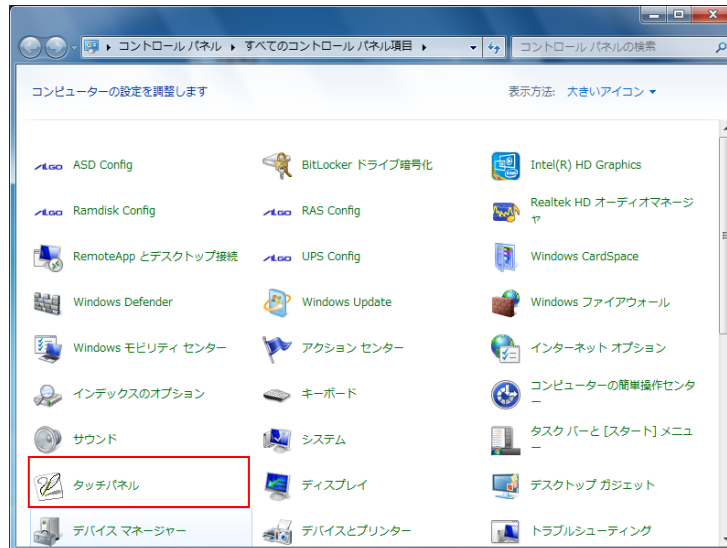 コントロール パネル ▸ すべてのコントロール パネル項目 ▸
コントロール パネルの検索
コンピューターの設定を調整します
表示方法: 大きいアイコン
ALGO ASD Config
BitLocker ドライブ暗号化
Intel(R) HD Graphics
ALGO Ramdisk Config
ALGO RAS Config
Realtek HD オーディオマネージ
ャ
RemoteApp とデスクトップ接続
ALGO UPS Config
Windows CardSpace
Windows Defender
Windows Update
Windows ファイアウォール
Windows モビリティ センター
アクション センター
インターネット オプション
インデックスのオプション
キーボード
コンピューターの簡単操作センタ
ー
サウンド
システム
タスク バーと [スタート] メニュ
ー
タッチパネル
ディスプレイ
デスクトップ ガジェット
デバイス マネージャー
デバイスとプリンター
トラブルシューティング